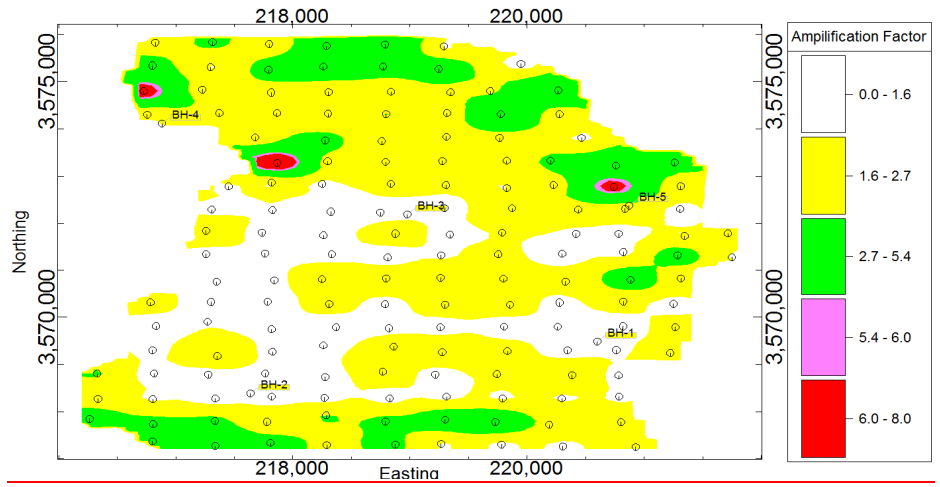 218,000 220,000
Ampilification Factor
3,575,000 3,575,000
0.0 - 1.6
BH-4
1.6 - 2.7
BH-5
BH-3
Northing
2.7 - 5.4
3,570,000 3,570,000
BH-1
5.4 - 6.0
BH-2
6.0 - 8.0
218,000 220,000
Easting